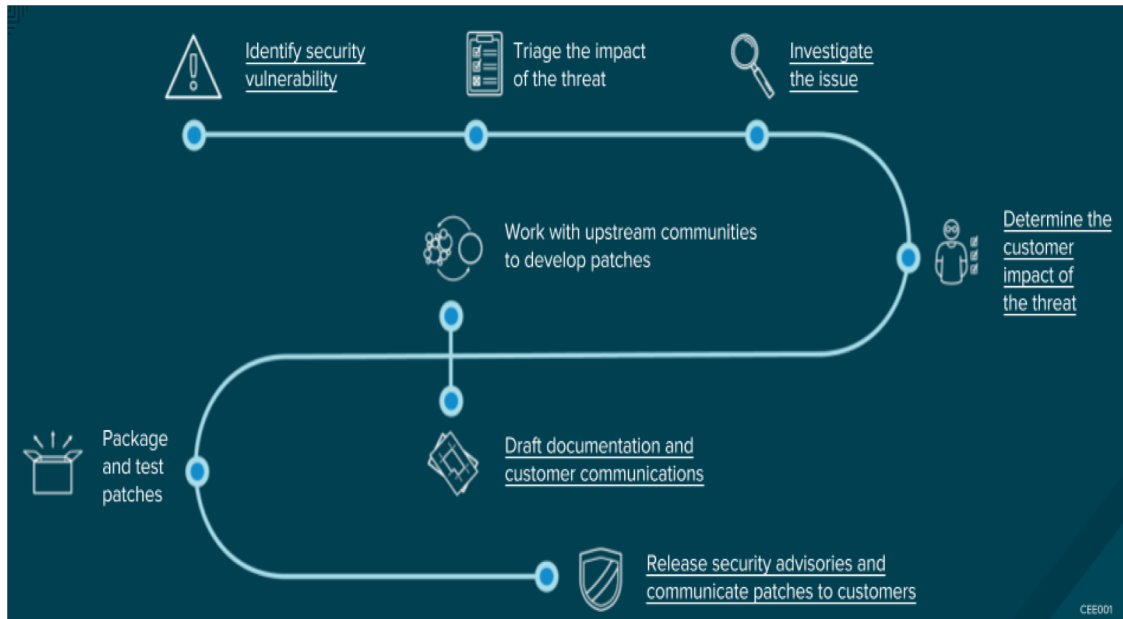 Identify security
vulnerability
Triage the impact
of the threat
Investigate
the issue
Determine the
customer
impact of
the threat
Work with upstream communities
to develop patches
Draft documentation and
customer communications
Package
and test
patches
Release security advisories and
communicate patches to customers
CEE001